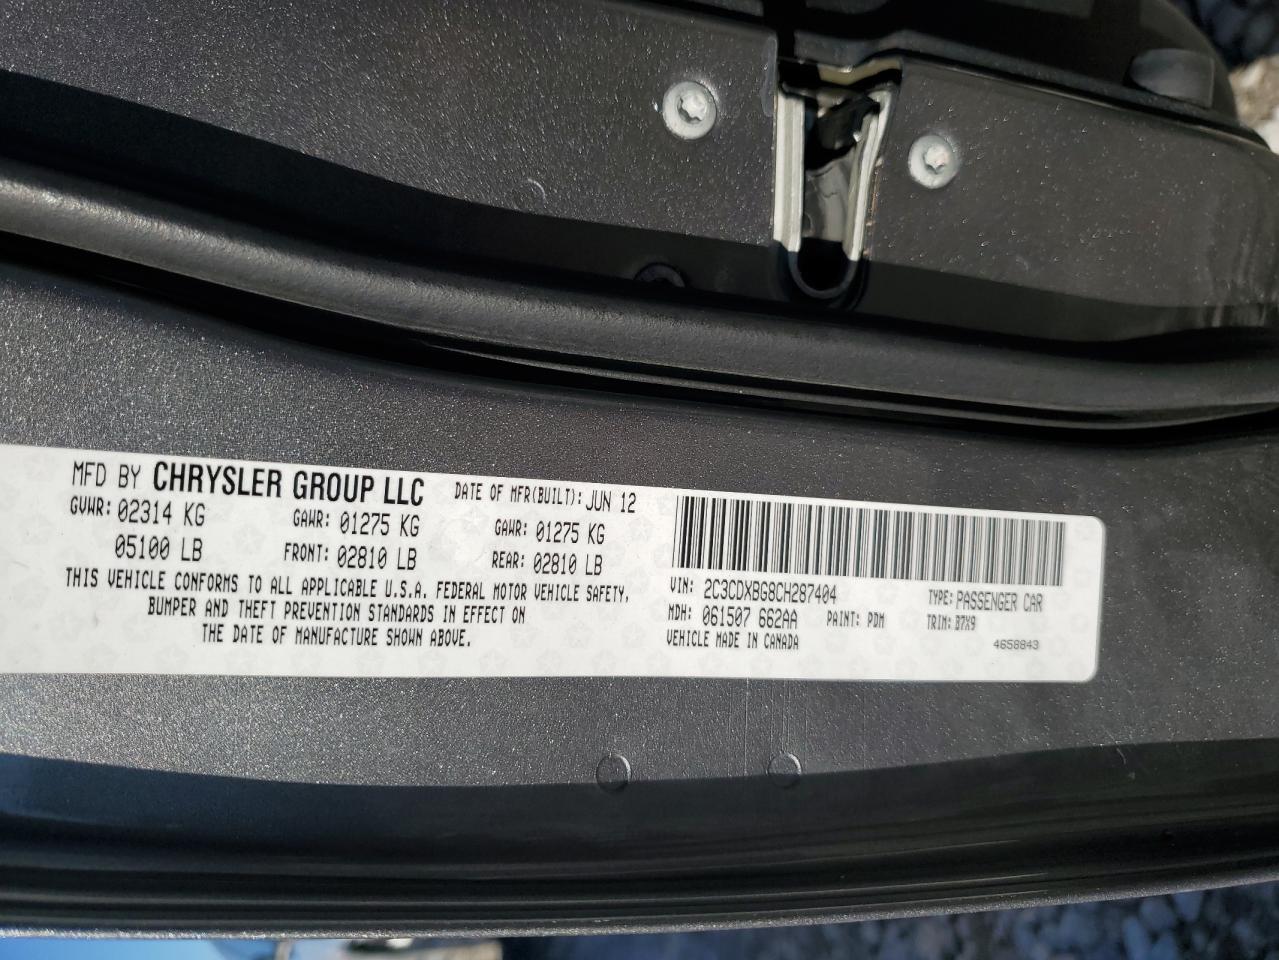 MFD BY CHRYSLER GROUP LLC DATE OF MFR(BUILT): JUN 12
GVWR: 02314 KG GAWR: 01275 KG GAWR: 01275 KG
05100 LB FRONT: 02810 LB REAR: 02810 LB
THIS VEHICLE CONFORMS TO ALL APPLICABLE U.S.A. FEDERAL MOTOR VEHICLE SAFETY,
BUMPER AND THEFT PREVENTION STANDARDS IN EFFECT ON
THE DATE OF MANUFACTURE SHOWN ABOVE.
VIN: 2C3CDXBG8CH287404 TYPE: PASSENGER CAR
MDH: 061507 662AA PAINT: PDM TRIM: B7X9
VEHICLE MADE IN CANADA 4658843